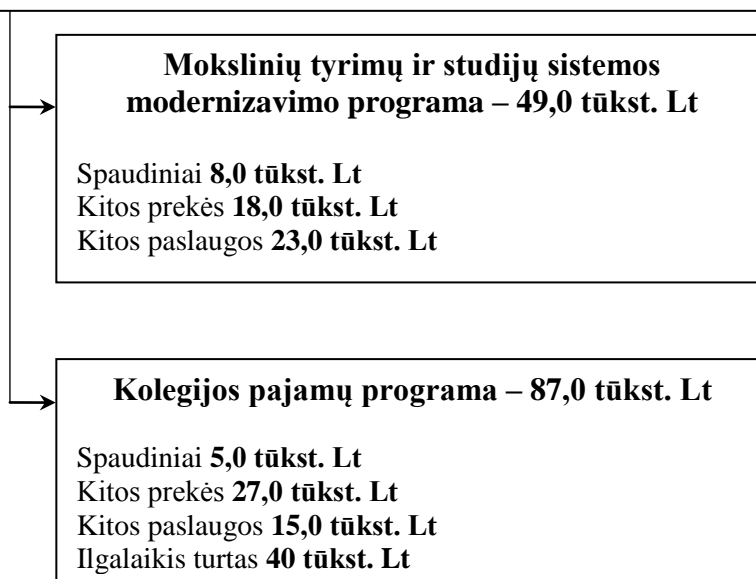 Mokslinių tyrimų ir studijų sistemos
modernizavimo programa – 49,0 tūkst. Lt
Spaudiniai 8,0 tūkst. Lt
Kitos prekės 18,0 tūkst. Lt
Kitos paslaugos 23,0 tūkst. Lt
Kolegijos pajamų programa – 87,0 tūkst. Lt
Spaudiniai 5,0 tūkst. Lt
Kitos prekės 27,0 tūkst. Lt
Kitos paslaugos 15,0 tūkst. Lt
Ilgalaikis turtas 40 tūkst. Lt